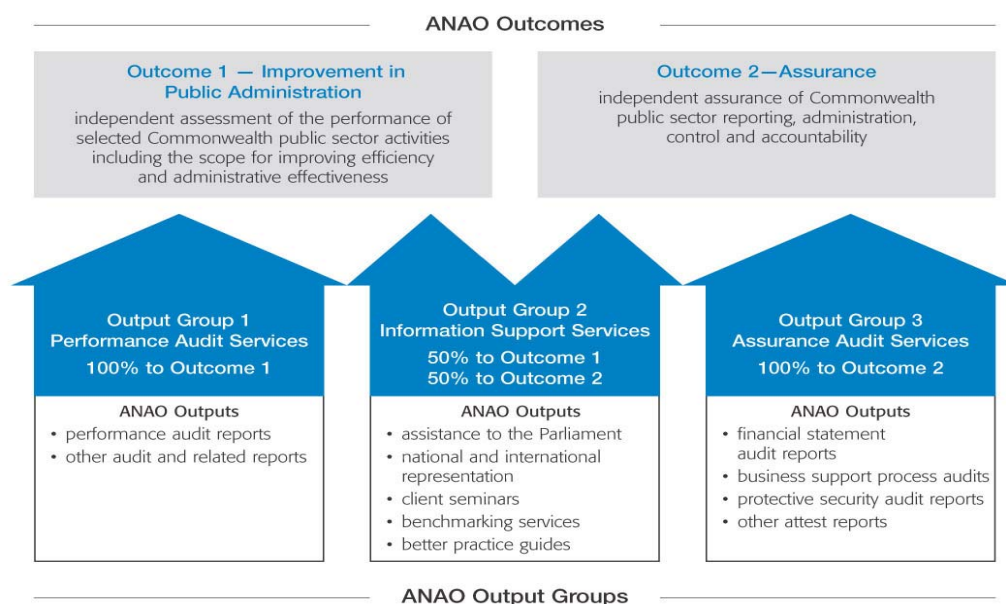 ANAO Outcomes
Outcome 1 — Improvement in
Public Administration
independent assessment of the performance of
selected Commonwealth public sector activities
including the scope for improving efficiency
and administrative effectiveness
Outcome 2—Assurance
independent assurance of Commonwealth
public sector reporting, administration,
control and accountability
Output Group 1
Performance Audit Services
100% to Outcome 1
ANAO Outputs
• performance audit reports
• other audit and related reports
Output Group 2
Information Support Services
50% to Outcome 1
50% to Outcome 2
ANAO Outputs
• assistance to the Parliament
• national and international
representation
• client seminars
• benchmarking services
• better practice guides
Output Group 3
Assurance Audit Services
100% to Outcome 2
ANAO Outputs
• financial statement
audit reports
• business support process audits
• protective security audit reports
• other attest reports
ANAO Output Groups